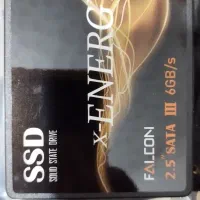 SSD
SOLID STATE DRIVE
x-ENERG
FALCON
2.5" SATA III 6GB/s